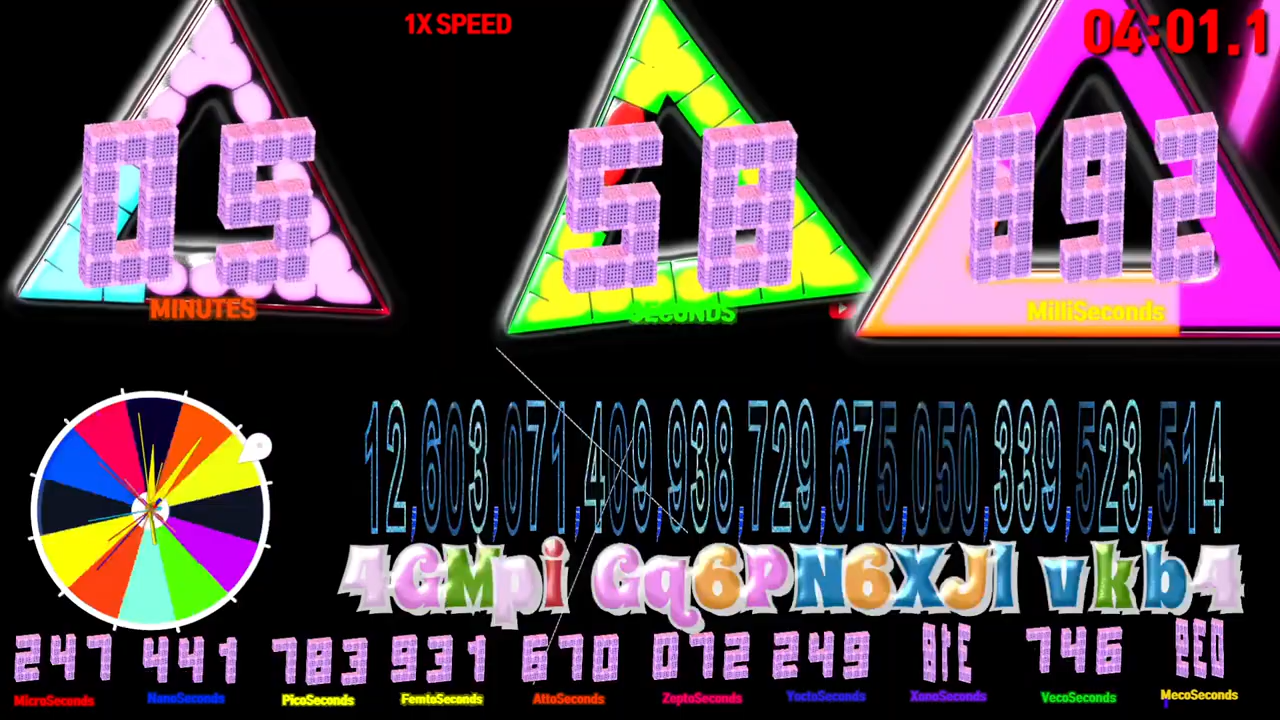 1X SPEED
04:01.1
05 58 892
MINUTES SECONDS MilliSeconds
12,603,071,409,938,729,675,050,339,523,514
4GMpi Gq6PN6XJl vkb4
247 441 783 931 670 072 249 746
MicroSeconds NanoSeconds PicoSeconds FemtoSeconds AttoSeconds ZeptoSeconds YoctoSeconds XonoSeconds VecoSeconds MecoSeconds